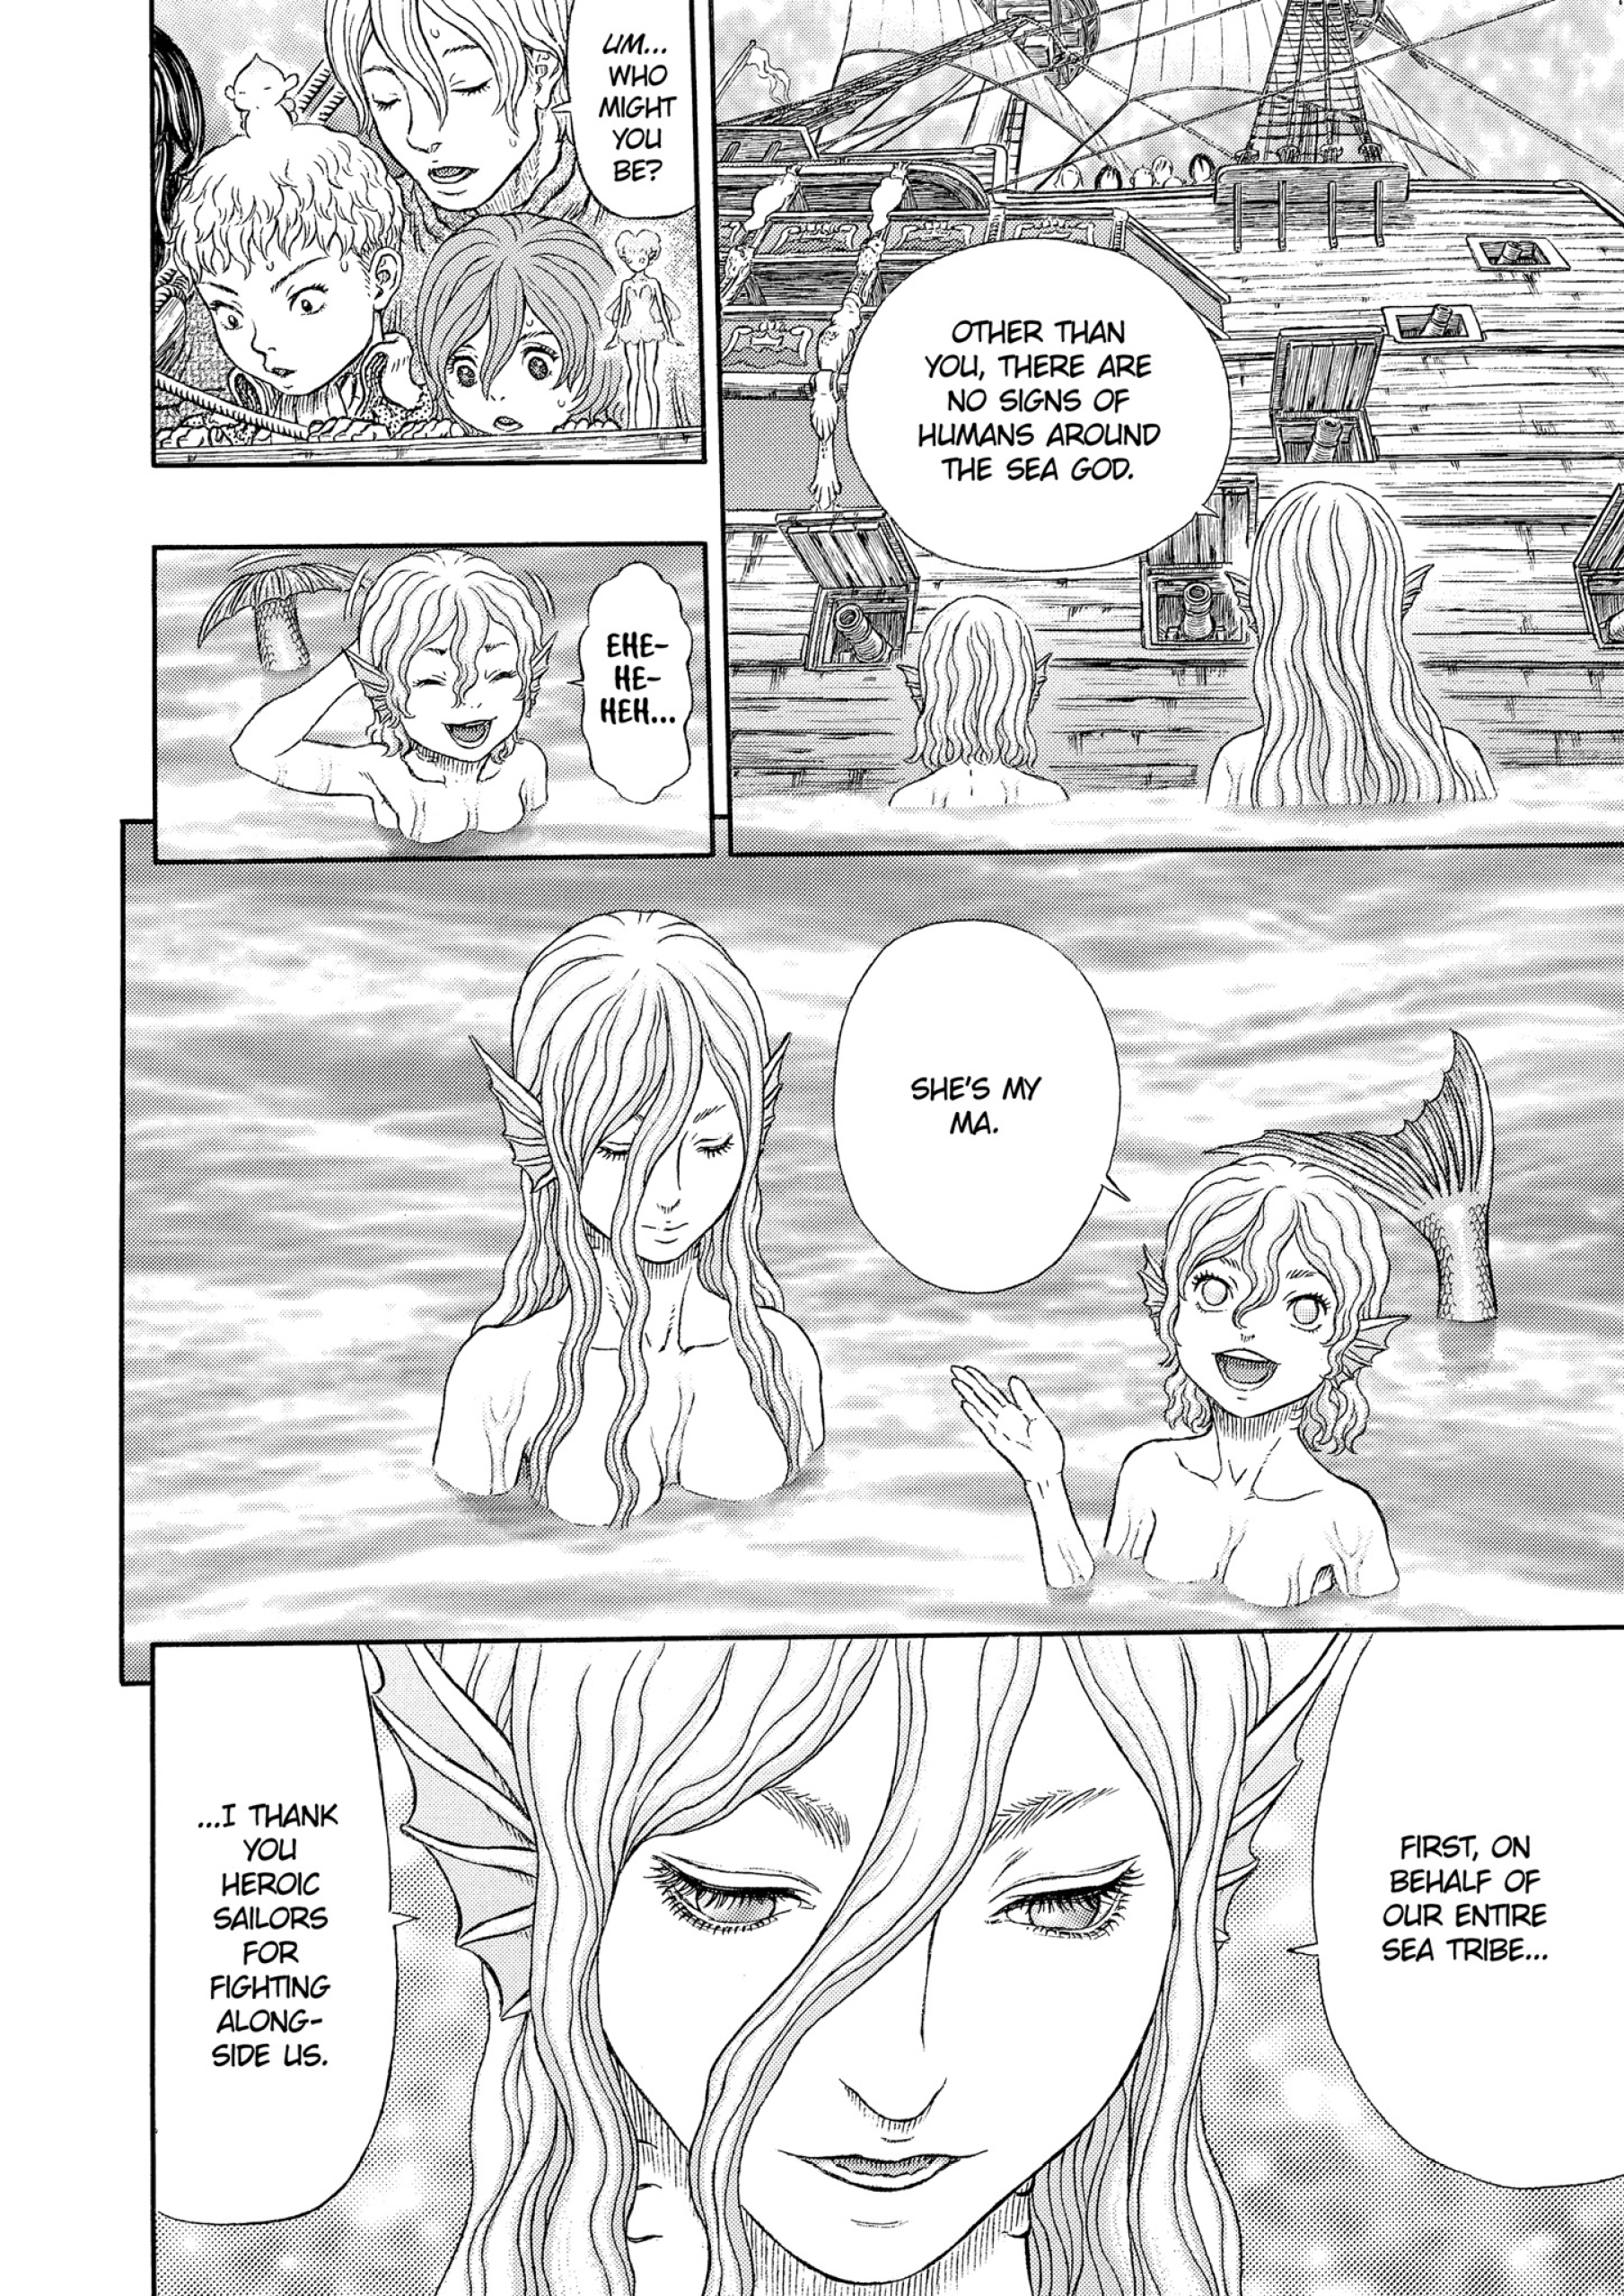 OTHER THAN
YOU, THERE ARE
NO SIGNS OF
HUMANS AROUND
THE SEA GOD.
UM...
WHO
MIGHT
YOU
BE?
EHE-
HE-
HEH...
SHE'S MY
MA.
FIRST, ON
BEHALF OF
OUR ENTIRE
SEA TRIBE...
...I THANK
YOU
HEROIC
SAILORS
FOR
FIGHTING
ALONG-
SIDE US.